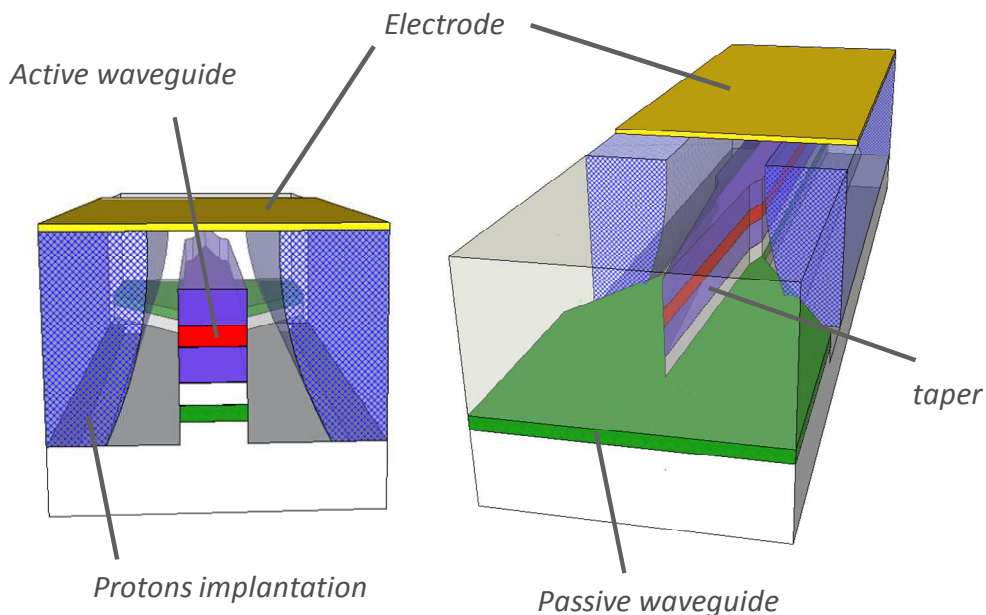 Electrode
Active waveguide
taper
Protons implantation
Passive waveguide